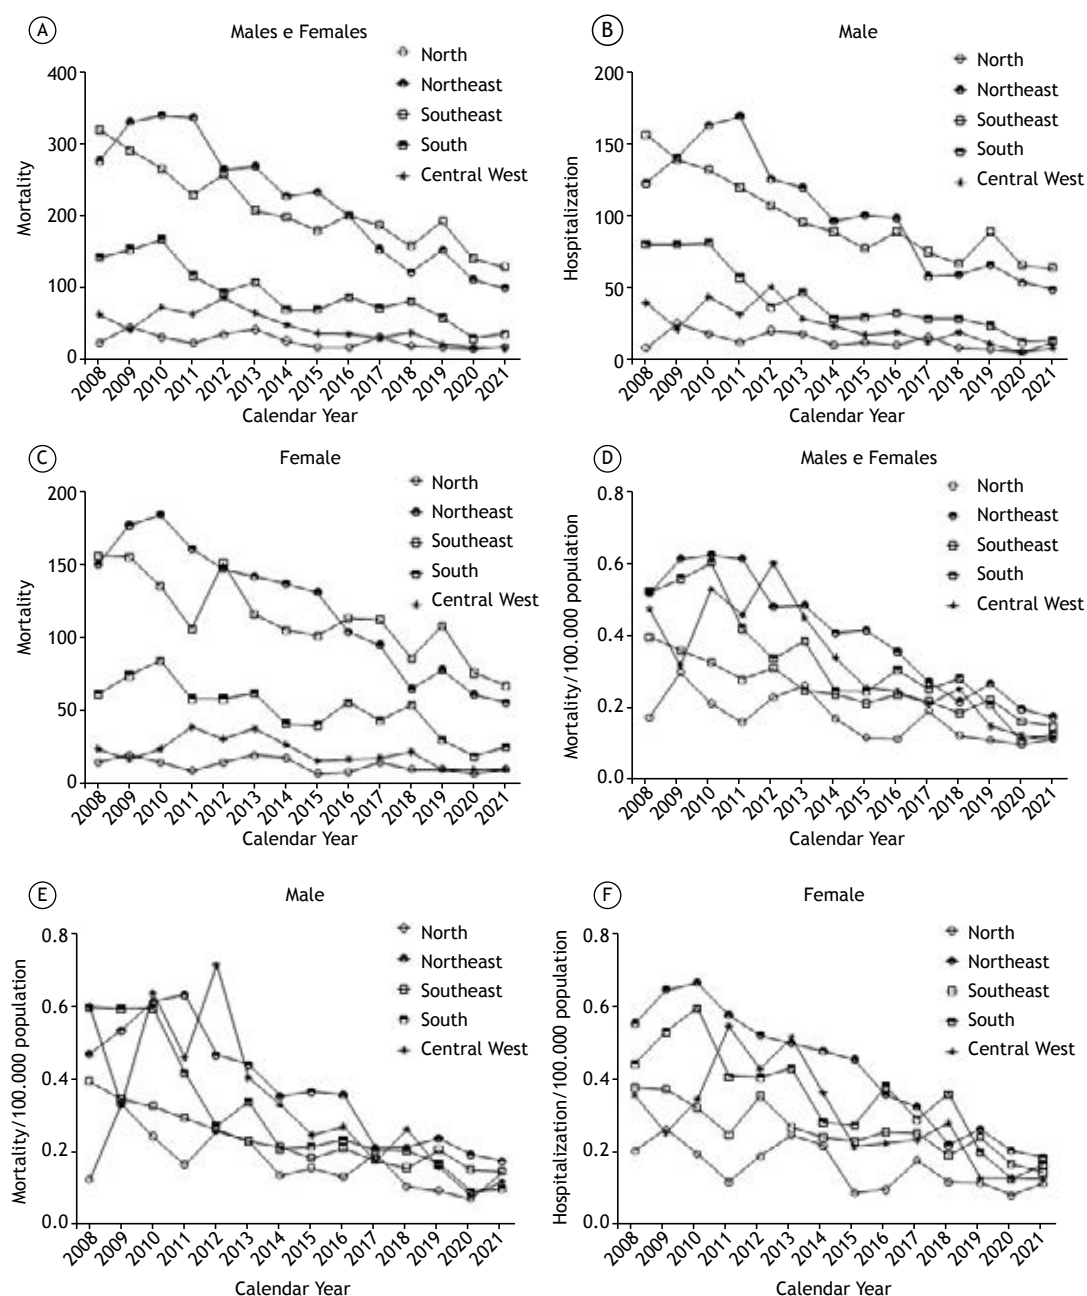 A
Males e Females
North
Northeast
Southeast
South
Central West
Mortality
400
300
200
100
0
2008
2009
2010
2011
2012
2013
2014
2015
2016
2017
2018
2019
2020
2021
Calendar Year
B
Male
North
Northeast
Southeast
South
Central West
Hospitalization
200
150
100
50
0
2008
2009
2010
2011
2012
2013
2014
2015
2016
2017
2018
2019
2020
2021
Calendar Year
C
Female
North
Northeast
Southeast
South
Central West
Mortality
200
150
100
50
0
2008
2009
2010
2011
2012
2013
2014
2015
2016
2017
2018
2019
2020
2021
Calendar Year
D
Males e Females
North
Northeast
Southeast
South
Central West
Mortality/100.000 population
0.8
0.6
0.4
0.2
0.0
2008
2009
2010
2011
2012
2013
2014
2015
2016
2017
2018
2019
2020
2021
Calendar Year
E
Male
North
Northeast
Southeast
South
Central West
Mortality/100.000 population
0.8
0.6
0.4
0.2
0.0
2008
2009
2010
2011
2012
2013
2014
2015
2016
2017
2018
2019
2020
2021
Calendar Year
F
Female
North
Northeast
Southeast
South
Central West
Hospitalization/100.000 population
0.8
0.6
0.4
0.2
0.0
2008
2009
2010
2011
2012
2013
2014
2015
2016
2017
2018
2019
2020
2021
Calendar Year